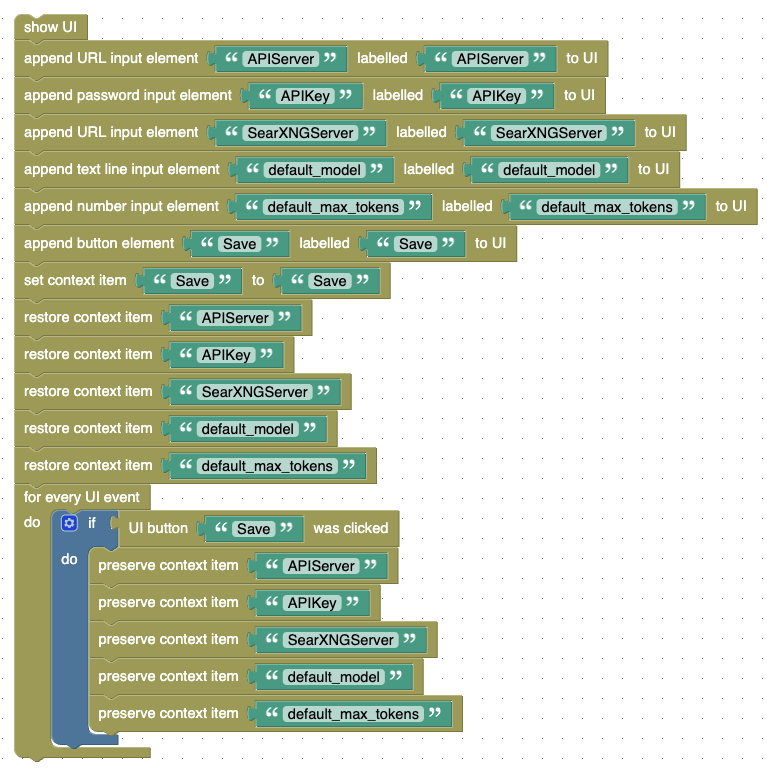 show UI
append URL input element “ APIServer ” labelled “ APIServer ” to UI
append password input element “ APIKey ” labelled “ APIKey ” to UI
append URL input element “ SearXNGServer ” labelled “ SearXNGServer ” to UI
append text line input element “ default_model ” labelled “ default_model ” to UI
append number input element “ default_max_tokens ” labelled “ default_max_tokens ” to UI
append button element “ Save ” labelled “ Save ” to UI
set context item “ Save ” to “ Save ”
restore context item “ APIServer ”
restore context item “ APIKey ”
restore context item “ SearXNGServer ”
restore context item “ default_model ”
restore context item “ default_max_tokens ”
for every UI event
do if UI button “ Save ” was clicked
do preserve context item “ APIServer ”
preserve context item “ APIKey ”
preserve context item “ SearXNGServer ”
preserve context item “ default_model ”
preserve context item “ default_max_tokens ”